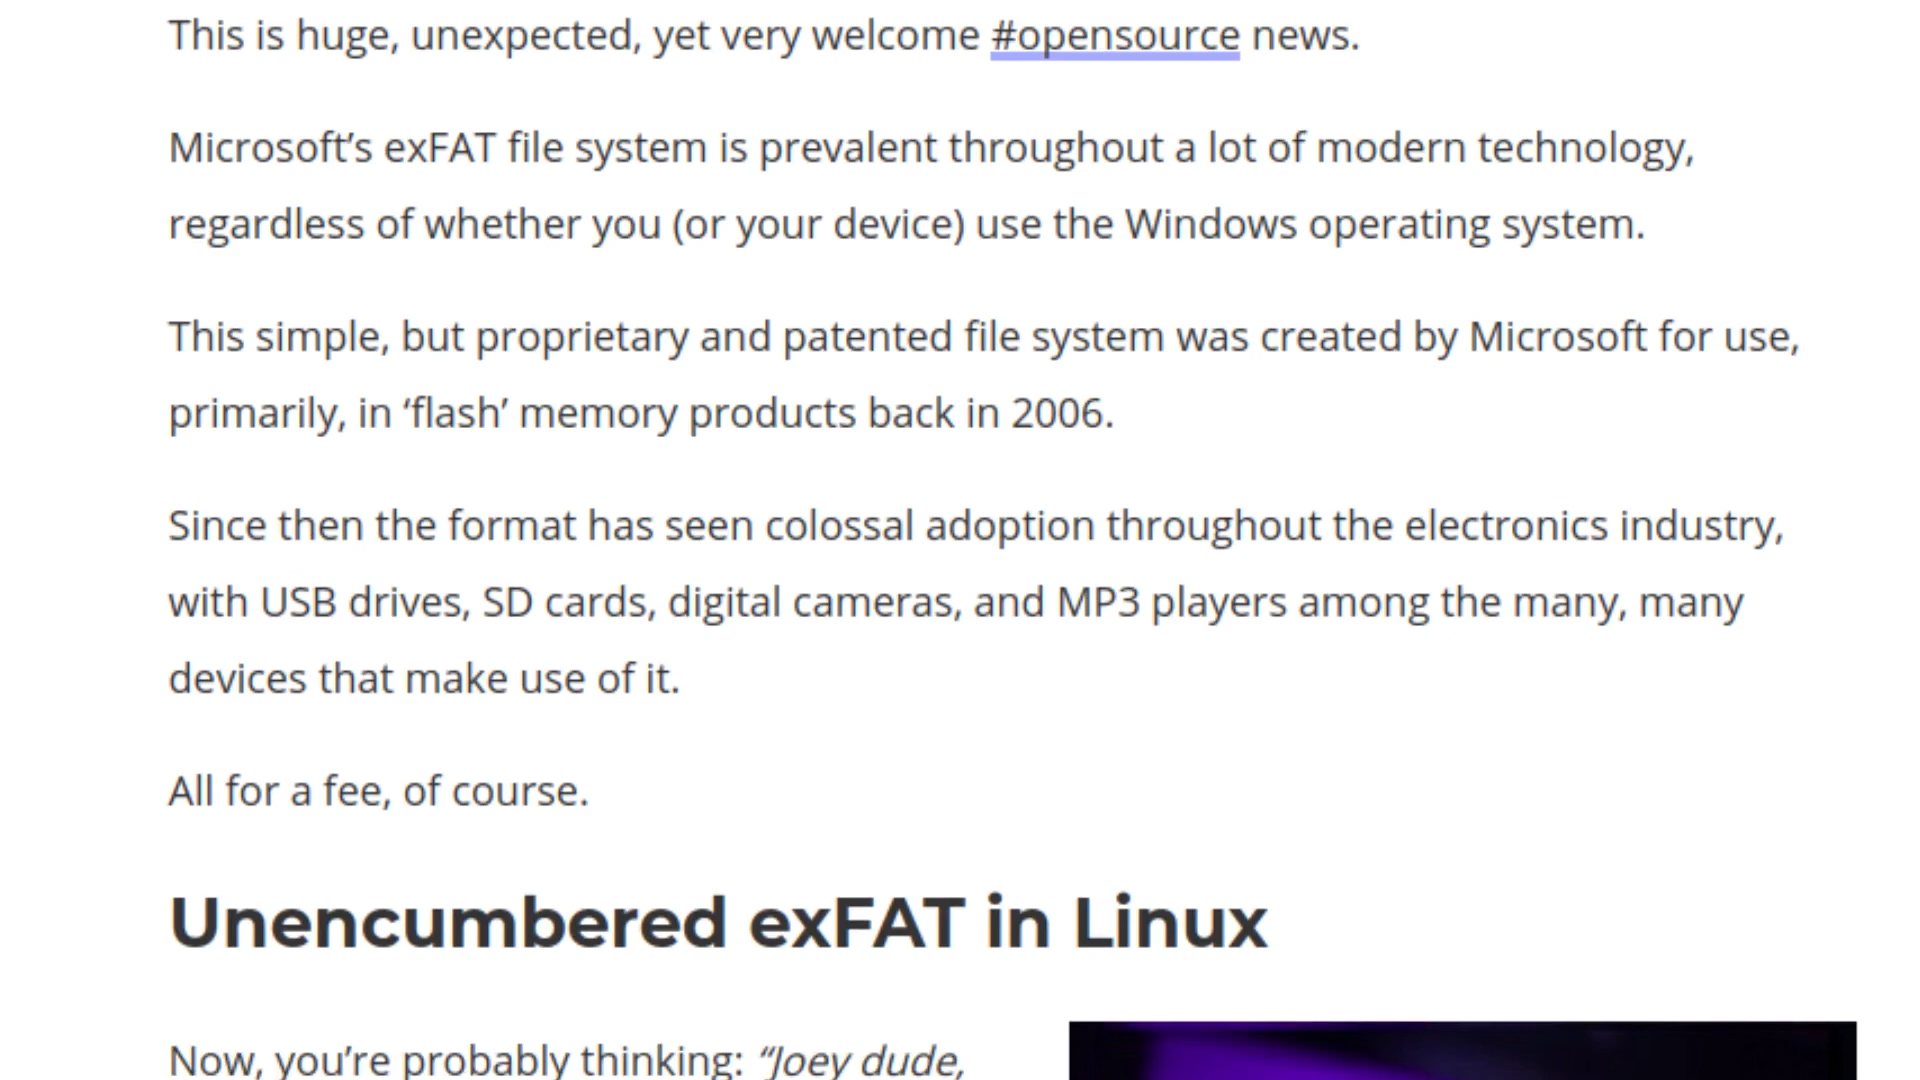 This is huge, unexpected, yet very welcome #opensource news.
Microsoft’s exFAT file system is prevalent throughout a lot of modern technology,
regardless of whether you (or your device) use the Windows operating system.
This simple, but proprietary and patented file system was created by Microsoft for use,
primarily, in ‘flash’ memory products back in 2006.
Since then the format has seen colossal adoption throughout the electronics industry,
with USB drives, SD cards, digital cameras, and MP3 players among the many, many
devices that make use of it.
All for a fee, of course.
Unencumbered exFAT in Linux
Now, you’re probably thinking: “Joey dude,